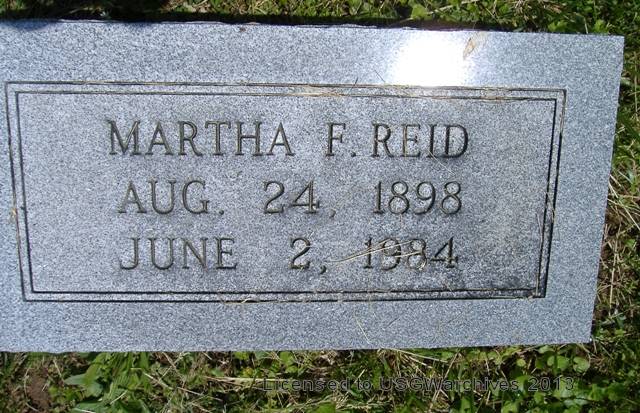 MARTHA F. REID
AUG. 24, 1898
JUNE 2, 1984
Licensed to USGWarchives 2013